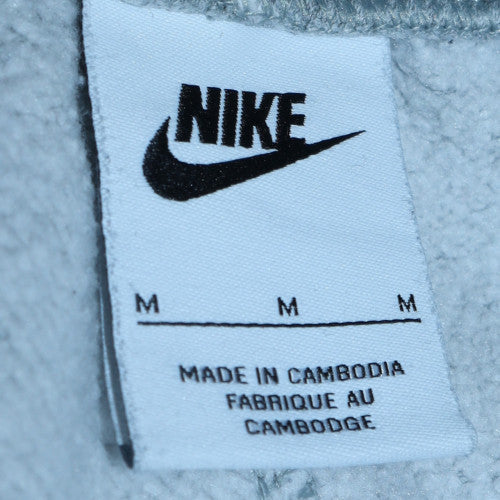 NIKE
M M M
MADE IN CAMBODIA
FABRIQUE AU
CAMBODGE